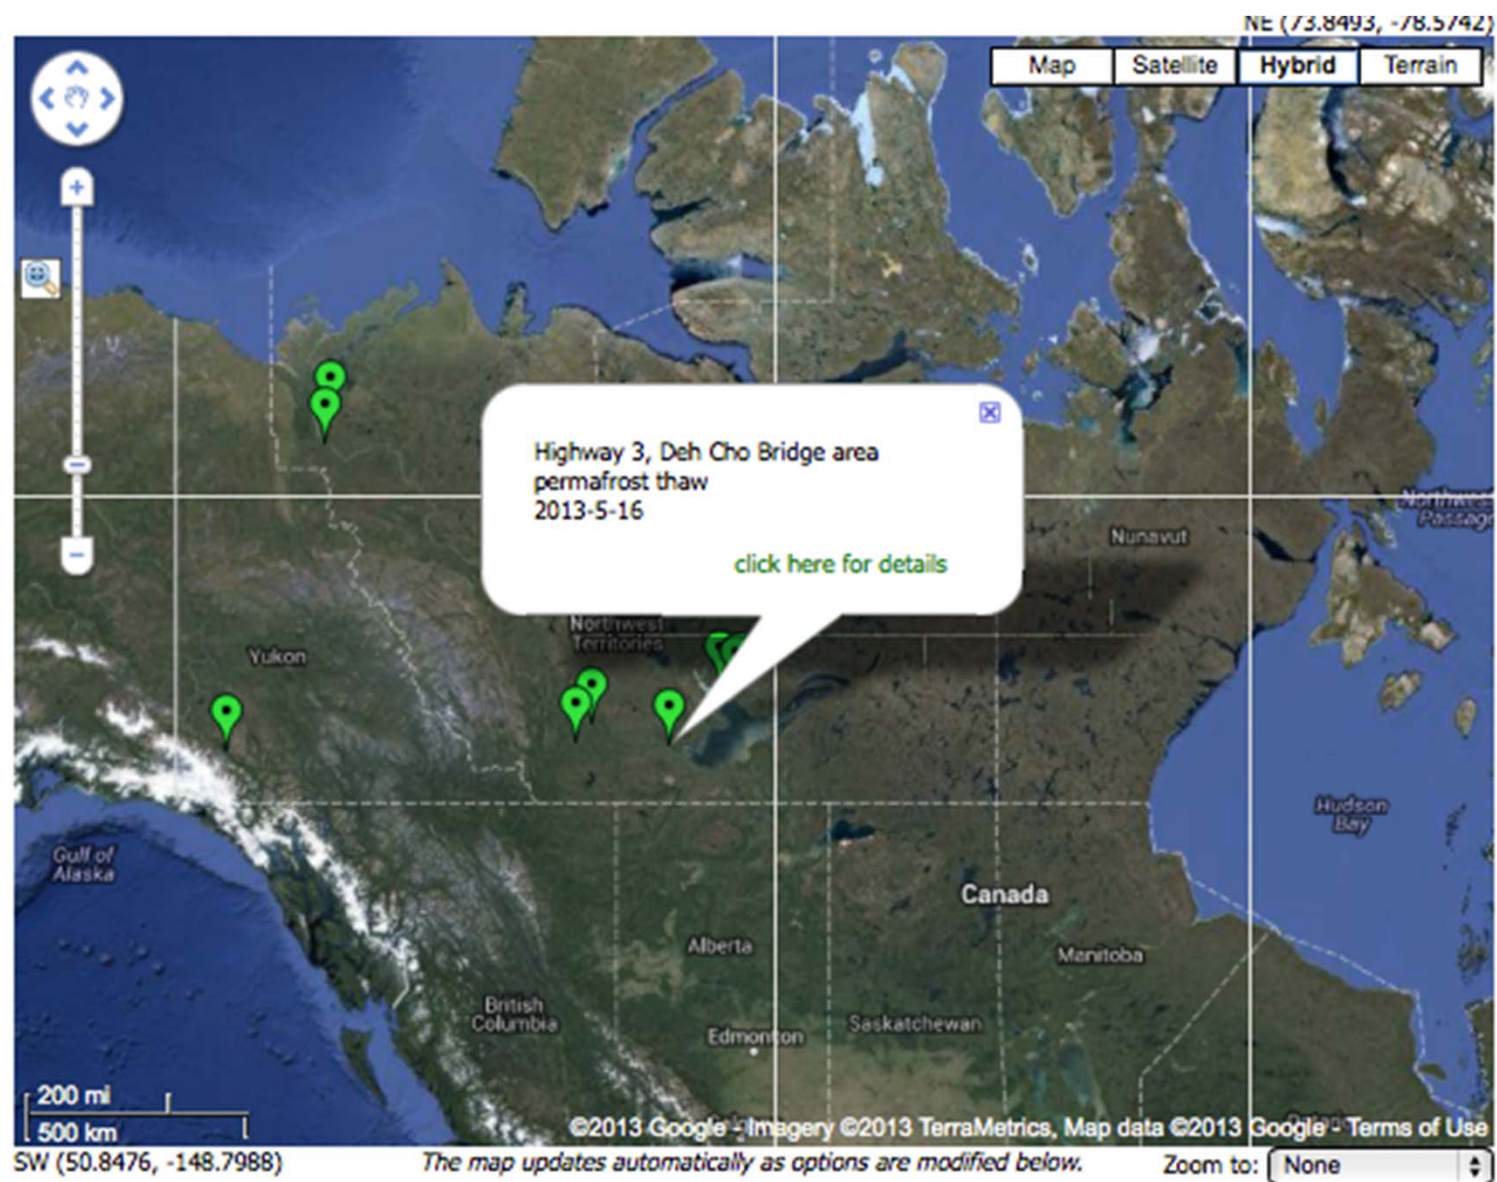 NE (73.8493, -78.5742)
Map Satellite Hybrid Terrain
Highway 3, Deh Cho Bridge area
permafrost thaw
2013-5-16
click here for details
Northwest
Passage
Nunavut
Northwest
Territories
Yukon
Hudson
Bay
Gulf of
Alaska
Canada
Alberta
Manitoba
British
Columbia
Edmonton
Saskatchewan
200 mi
500 km
©2013 Google - Imagery ©2013 TerraMetrics, Map data ©2013 Google - Terms of Use
SW (50.8476, -148.7988)
The map updates automatically as options are modified below.
Zoom to: None